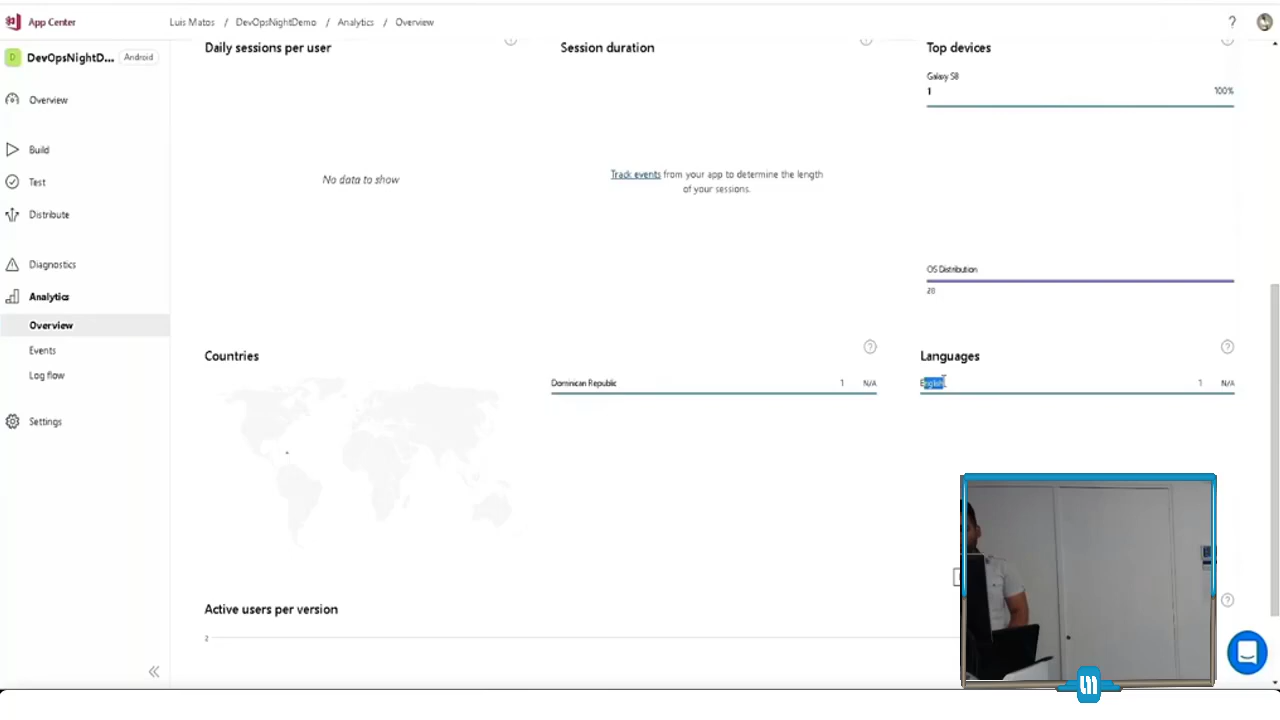 App Center
Luis Matos / DevOpsNightDemo / Analytics / Overview
?
D
DevOpsNightD...
Android
Overview
Build
Test
Distribute
Diagnostics
Analytics
Overview
Events
Log flow
Settings
Daily sessions per user
No data to show
Session duration
Track events from your app to determine the length
of your sessions.
Top devices
Galaxy S8
1 100%
OS Distribution
28
Countries
?
Dominican Republic 1 N/A
Languages
?
English 1 N/A
Active users per version
?
2